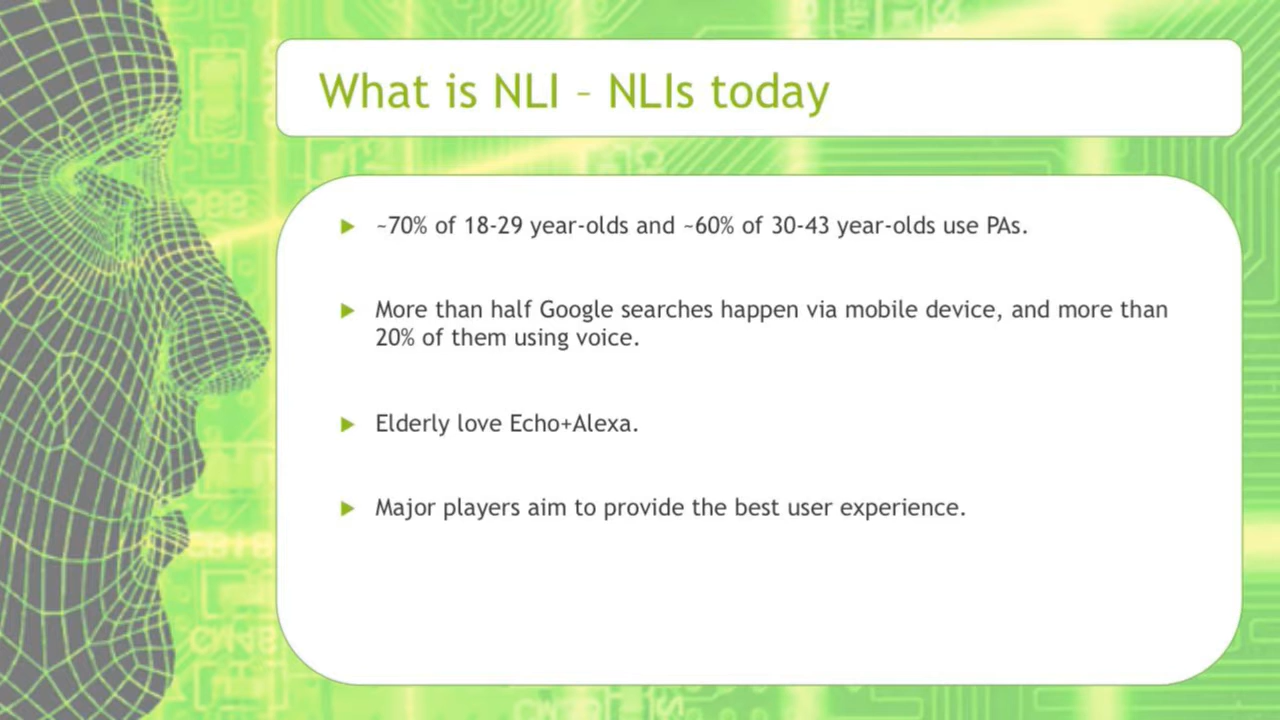 What is NLI – NLIs today
~70% of 18-29 year-olds and ~60% of 30-43 year-olds use PAs.
More than half Google searches happen via mobile device, and more than
20% of them using voice.
Elderly love Echo+Alexa.
Major players aim to provide the best user experience.